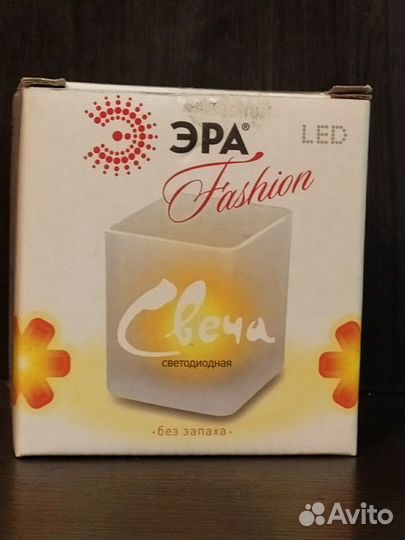 ЭРА®
LED
Fashion
Свеча
светодиодная
·без запаха·
Avito